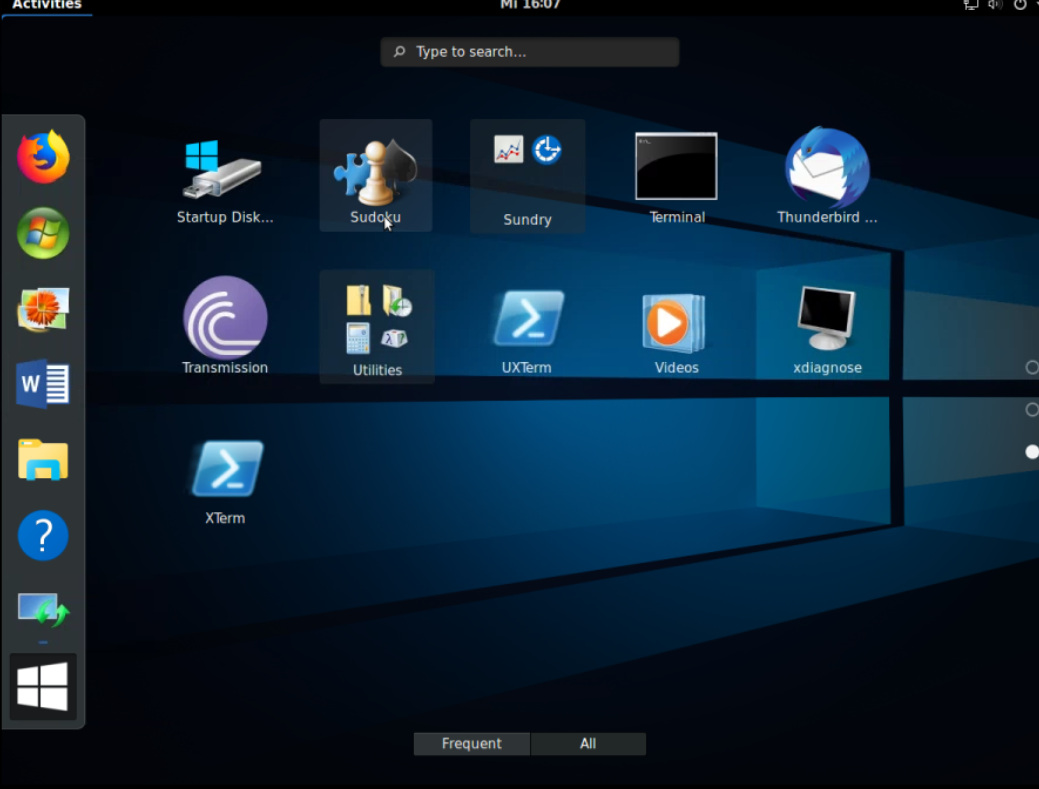 Activities
Mi 16:07
Type to search...
Startup Disk...
Sudoku
Sundry
Terminal
Thunderbird ...
Transmission
Utilities
UXTerm
Videos
xdiagnose
W
?
XTerm
Frequent
All